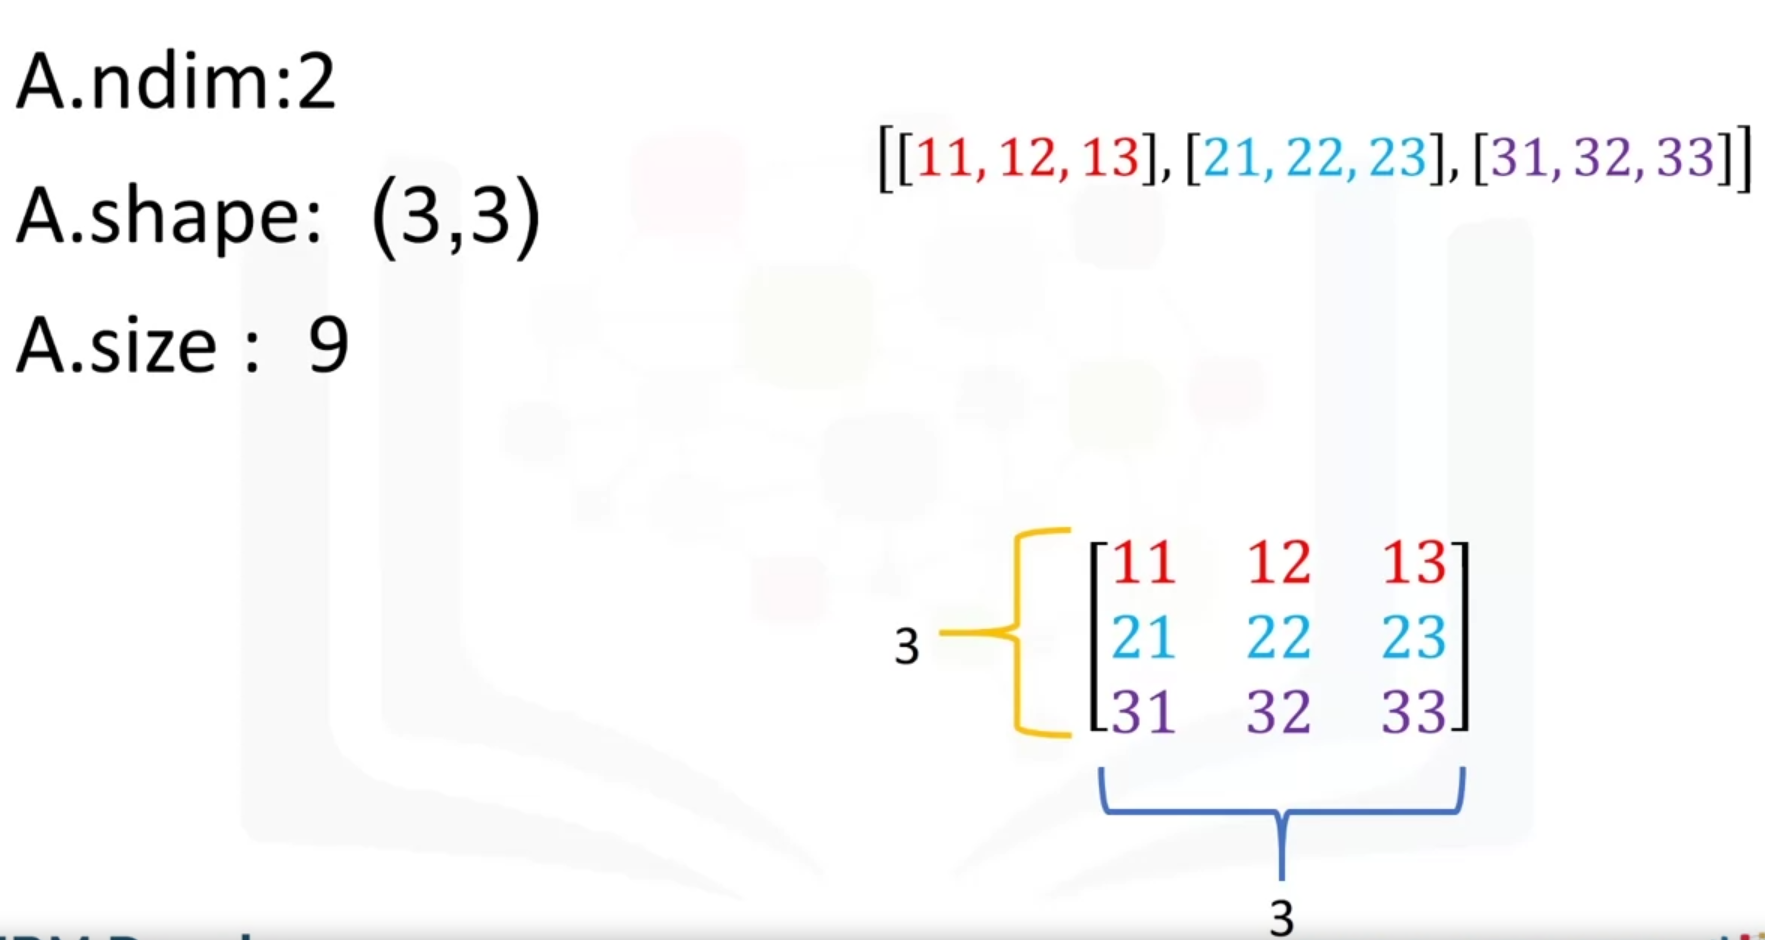 A.ndim:2
A.shape: (3,3)
A.size : 9
[[11, 12, 13], [21, 22, 23], [31, 32, 33]]
3
11 12 13
21 22 23
31 32 33
3